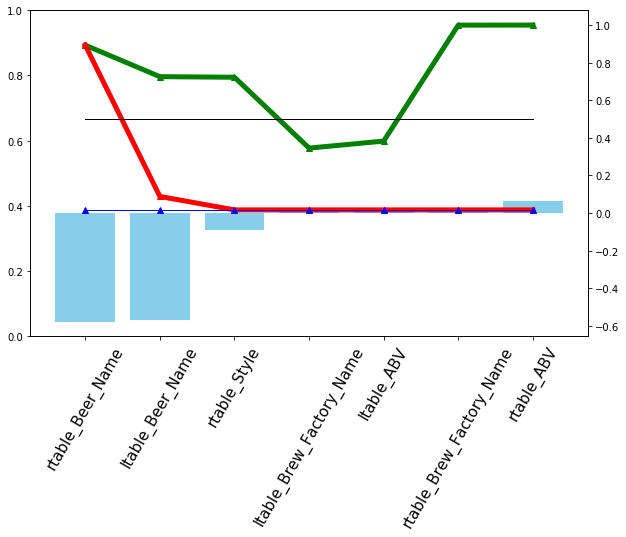 1.0
0.8
0.6
0.4
0.2
0.0
1.0
0.8
0.6
0.4
0.2
0.0
−0.2
−0.4
−0.6
rtable_Beer_Name
ltable_Beer_Name
rtable_Style
ltable_Brew_Factory_Name
ltable_ABV
rtable_Brew_Factory_Name
rtable_ABV